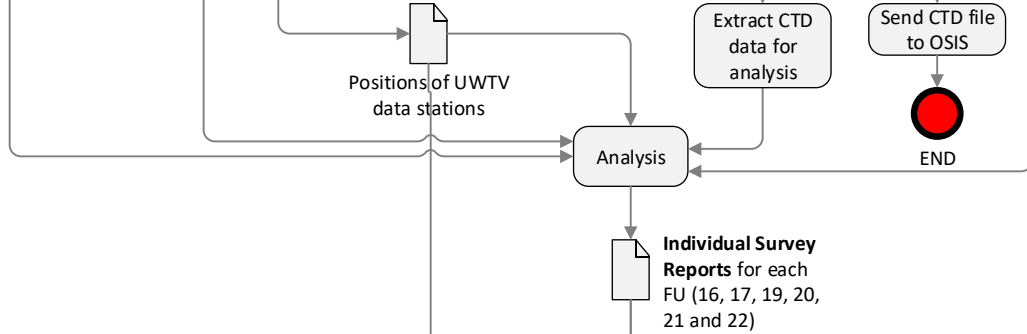 Positions of UWTV
data stations
Extract CTD
data for
analysis
Send CTD file
to OSIS
END
Analysis
Individual Survey
Reports for each
FU (16, 17, 19, 20,
21 and 22)